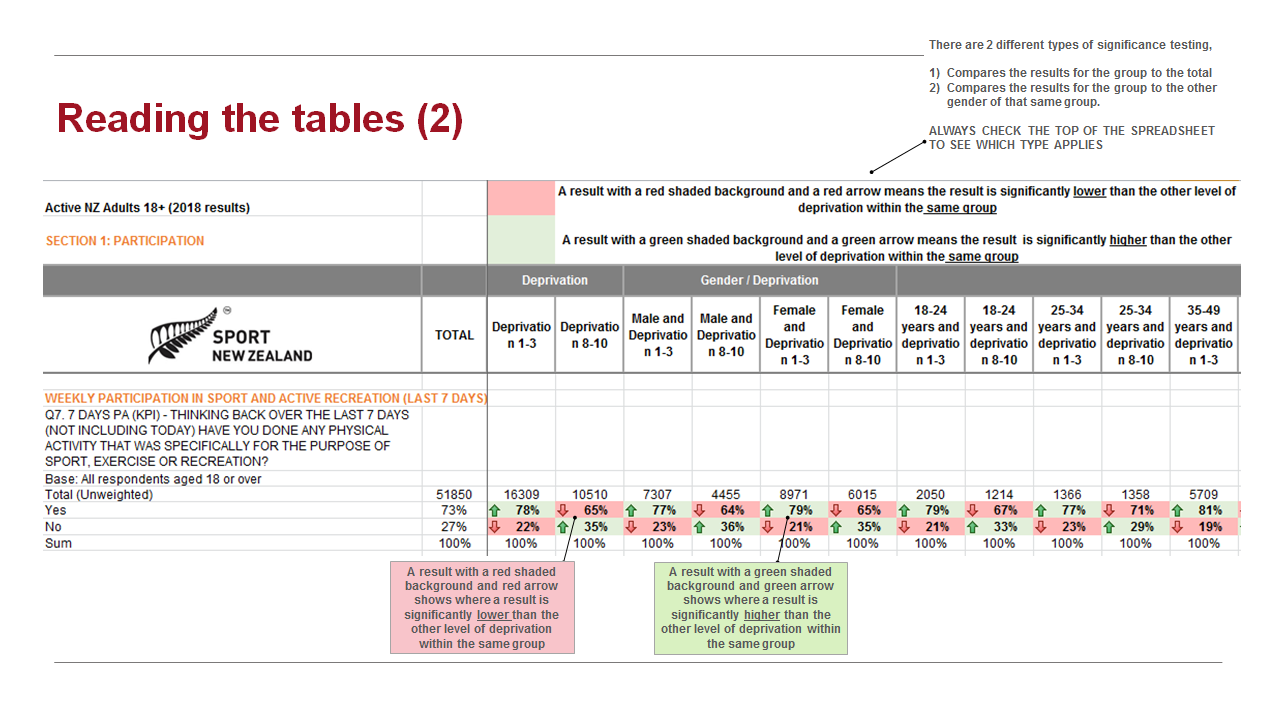 There are 2 different types of significance testing,
1) Compares the results for the group to the total
2) Compares the results for the group to the other
gender of that same group.
ALWAYS CHECK THE TOP OF THE SPREADSHEET
TO SEE WHICH TYPE APPLIES
Reading the tables (2)
A result with a red shaded background and a red arrow means the result is significantly lower than the other level of
deprivation within the same group
Active NZ Adults 18+ (2018 results)
SECTION 1: PARTICIPATION
A result with a green shaded background and a green arrow means the result is significantly higher than the other
level of deprivation within the same group
Deprivation Gender / Deprivation
SPORT
NEW ZEALAND
TM
TOTAL
Deprivatio
n 1-3
Deprivatio
n 8-10
Male and
Deprivatio
n 1-3
Male and
Deprivatio
n 8-10
Female
and
Deprivatio
n 1-3
Female
and
Deprivatio
n 8-10
18-24
years and
deprivatio
n 1-3
18-24
years and
deprivatio
n 8-10
25-34
years and
deprivatio
n 1-3
25-34
years and
deprivatio
n 8-10
35-49
years and
deprivatio
n 1-3
WEEKLY PARTICIPATION IN SPORT AND ACTIVE RECREATION (LAST 7 DAYS)
Q7. 7 DAYS PA (KPI) - THINKING BACK OVER THE LAST 7 DAYS
(NOT INCLUDING TODAY) HAVE YOU DONE ANY PHYSICAL
ACTIVITY THAT WAS SPECIFICALLY FOR THE PURPOSE OF
SPORT, EXERCISE OR RECREATION?
Base: All respondents aged 18 or over
Total (Unweighted) 51850 16309 10510 7307 4455 8971 6015 2050 1214 1366 1358 5709
Yes 73% 78% 65% 77% 64% 79% 65% 79% 67% 77% 71% 81%
No 27% 22% 35% 23% 36% 21% 35% 21% 33% 23% 29% 19%
Sum 100% 100% 100% 100% 100% 100% 100% 100% 100% 100% 100% 100%
A result with a red shaded
background and red arrow
shows where a result is
significantly lower than the
other level of deprivation
within the same group
A result with a green shaded
background and green arrow
shows where a result is
significantly higher than the
other level of deprivation within
the same group